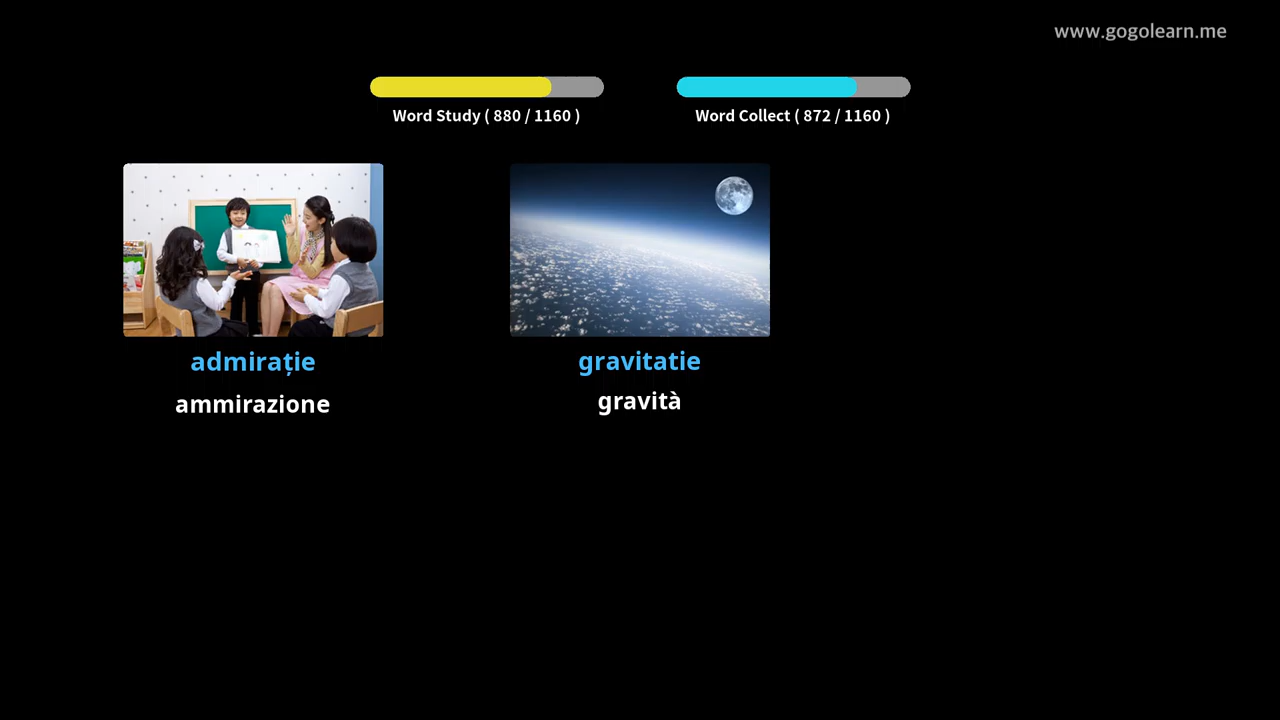 www.gogolearn.me
Word Study ( 880 / 1160 )
Word Collect ( 872 / 1160 )
admirație
ammirazione
gravitatie
gravità